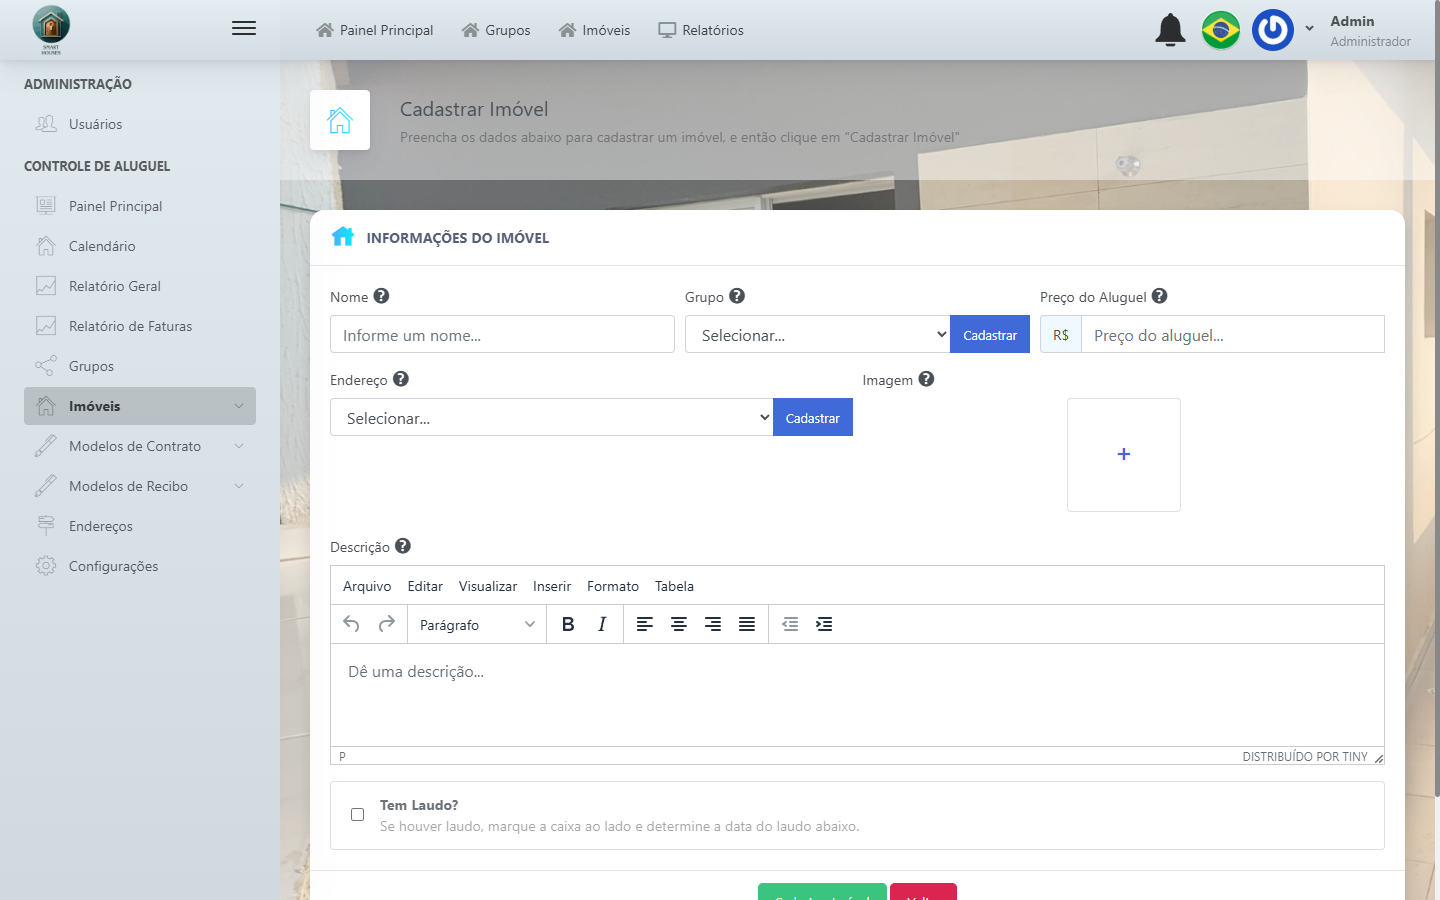 SMART
HOUSES
Painel Principal
Grupos
Imóveis
Relatórios
Admin
Administrador
ADMINISTRAÇÃO
Usuários
CONTROLE DE ALUGUEL
Painel Principal
Calendário
Relatório Geral
Relatório de Faturas
Grupos
Imóveis
Modelos de Contrato
Modelos de Recibo
Endereços
Configurações
Cadastrar Imóvel
Preencha os dados abaixo para cadastrar um imóvel, e então clique em "Cadastrar Imóvel"
INFORMAÇÕES DO IMÓVEL
Nome
Grupo
Preço do Aluguel
Informe um nome...
Selecionar...
Cadastrar
R$
Preço do aluguel...
Endereço
Imagem
Selecionar...
Cadastrar
+
Descrição
Arquivo Editar Visualizar Inserir Formato Tabela
Parágrafo
B I
Dê uma descrição...
P
DISTRIBUÍDO POR TINY
Tem Laudo?
Se houver laudo, marque a caixa ao lado e determine a data do laudo abaixo.